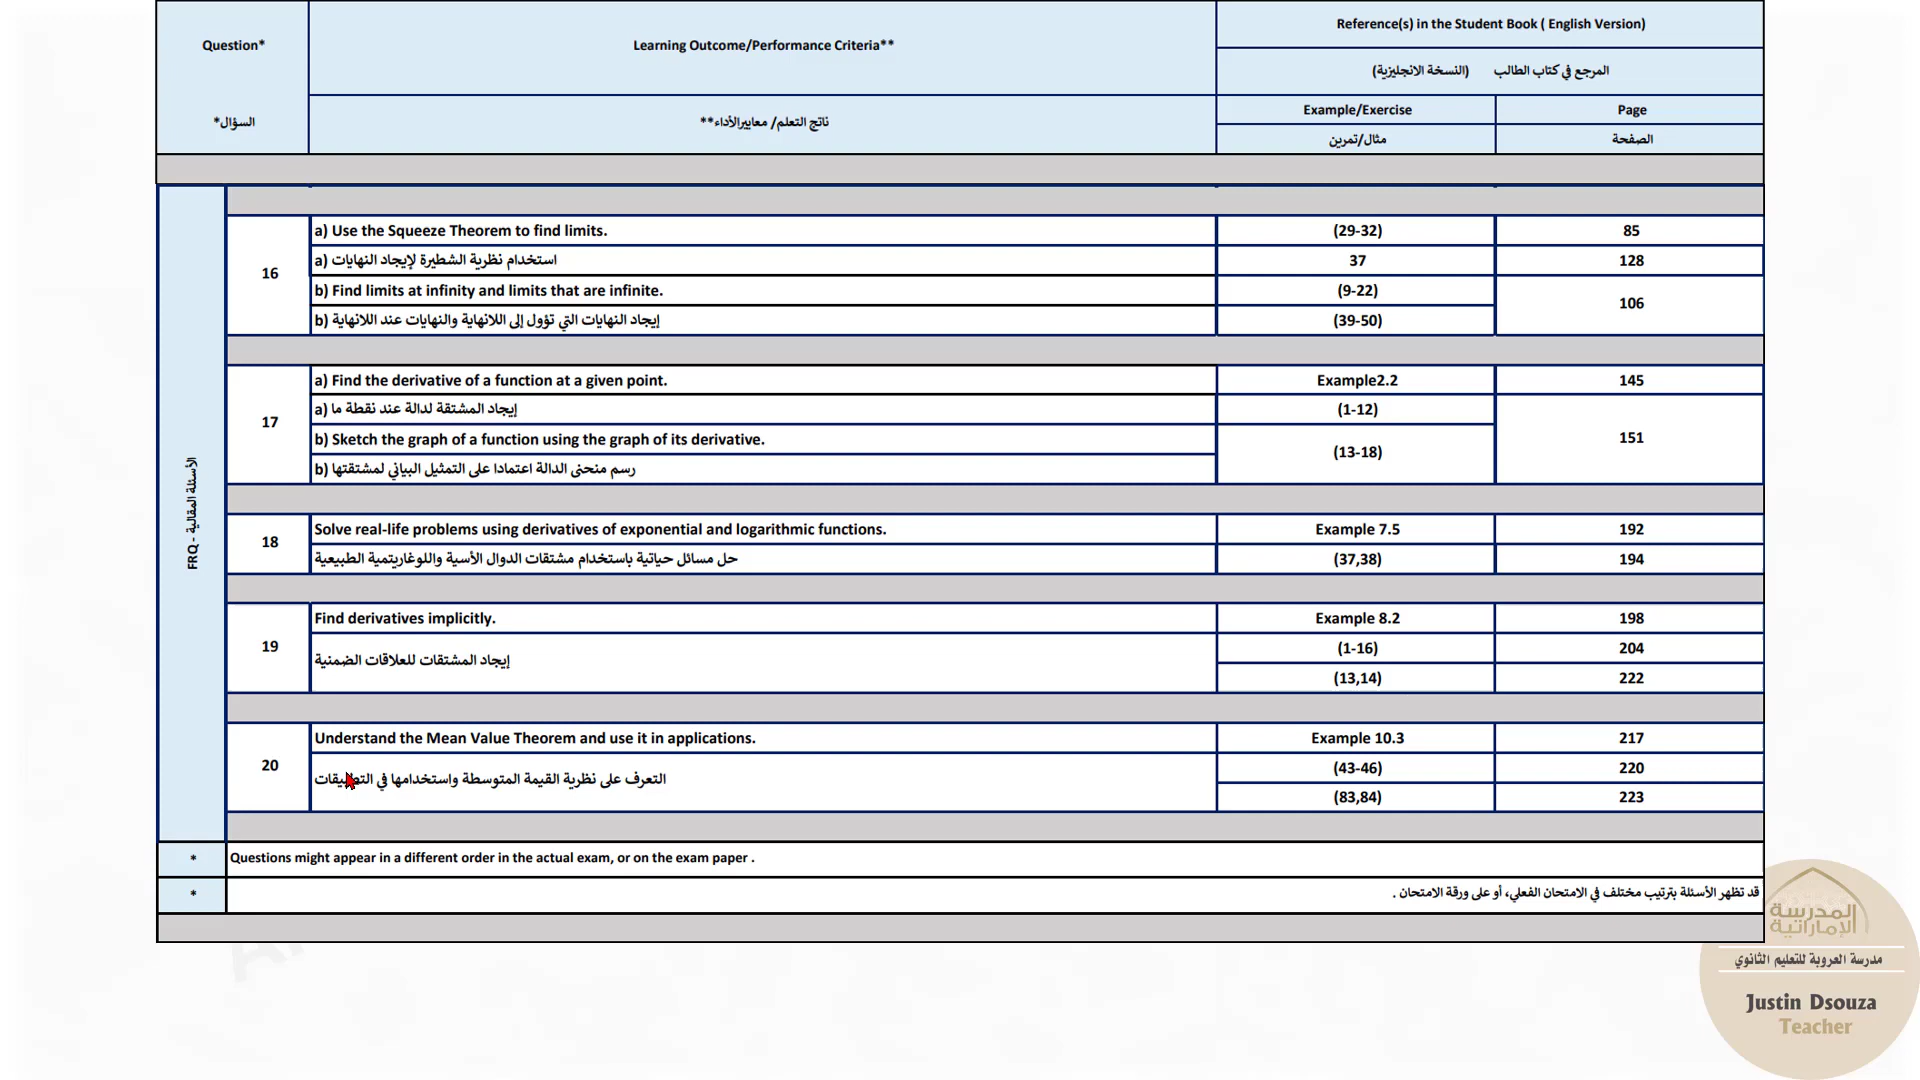 Question*
السؤال*
Learning Outcome/Performance Criteria**
ناتج التعلم/ معاييرالأداء**
Reference(s) in the Student Book ( English Version)
المرجع في كتاب الطالب (النسخة الانجليزية)
Example/Exercise
Page
مثال/تمرين
الصفحة
الأسئلة المقالية - FRQ
16
a) Use the Squeeze Theorem to find limits.
(29-32)
85
a) استخدام نظرية الشطيرة لإيجاد النهايات
37
128
b) Find limits at infinity and limits that are infinite.
(9-22)
106
b) إيجاد النهايات التي تؤول إلى اللانهاية والنهايات عند اللانهاية
(39-50)
17
a) Find the derivative of a function at a given point.
Example2.2
145
a) إيجاد المشتقة لدالة عند نقطة ما
(1-12)
151
b) Sketch the graph of a function using the graph of its derivative.
(13-18)
b) رسم منحنى الدالة اعتمادا على التمثيل البياني لمشتقتها
18
Solve real-life problems using derivatives of exponential and logarithmic functions.
Example 7.5
192
حل مسائل حياتية باستخدام مشتقات الدوال الأسية واللوغاريتمية الطبيعية
(37,38)
194
19
Find derivatives implicitly.
Example 8.2
198
إيجاد المشتقات للعلاقات الضمنية
(1-16)
204
(13,14)
222
20
Understand the Mean Value Theorem and use it in applications.
Example 10.3
217
التعرف على نظرية القيمة المتوسطة واستخدامها في التطبيقات
(43-46)
220
(83,84)
223
* Questions might appear in a different order in the actual exam, or on the exam paper .
* قد تظهر الأسئلة بترتيب مختلف في الامتحان الفعلي، أو على ورقة الامتحان .
المدرسة
الإماراتية
مدرسة العروبة للتعليم الثانوي
Justin Dsouza
Teacher